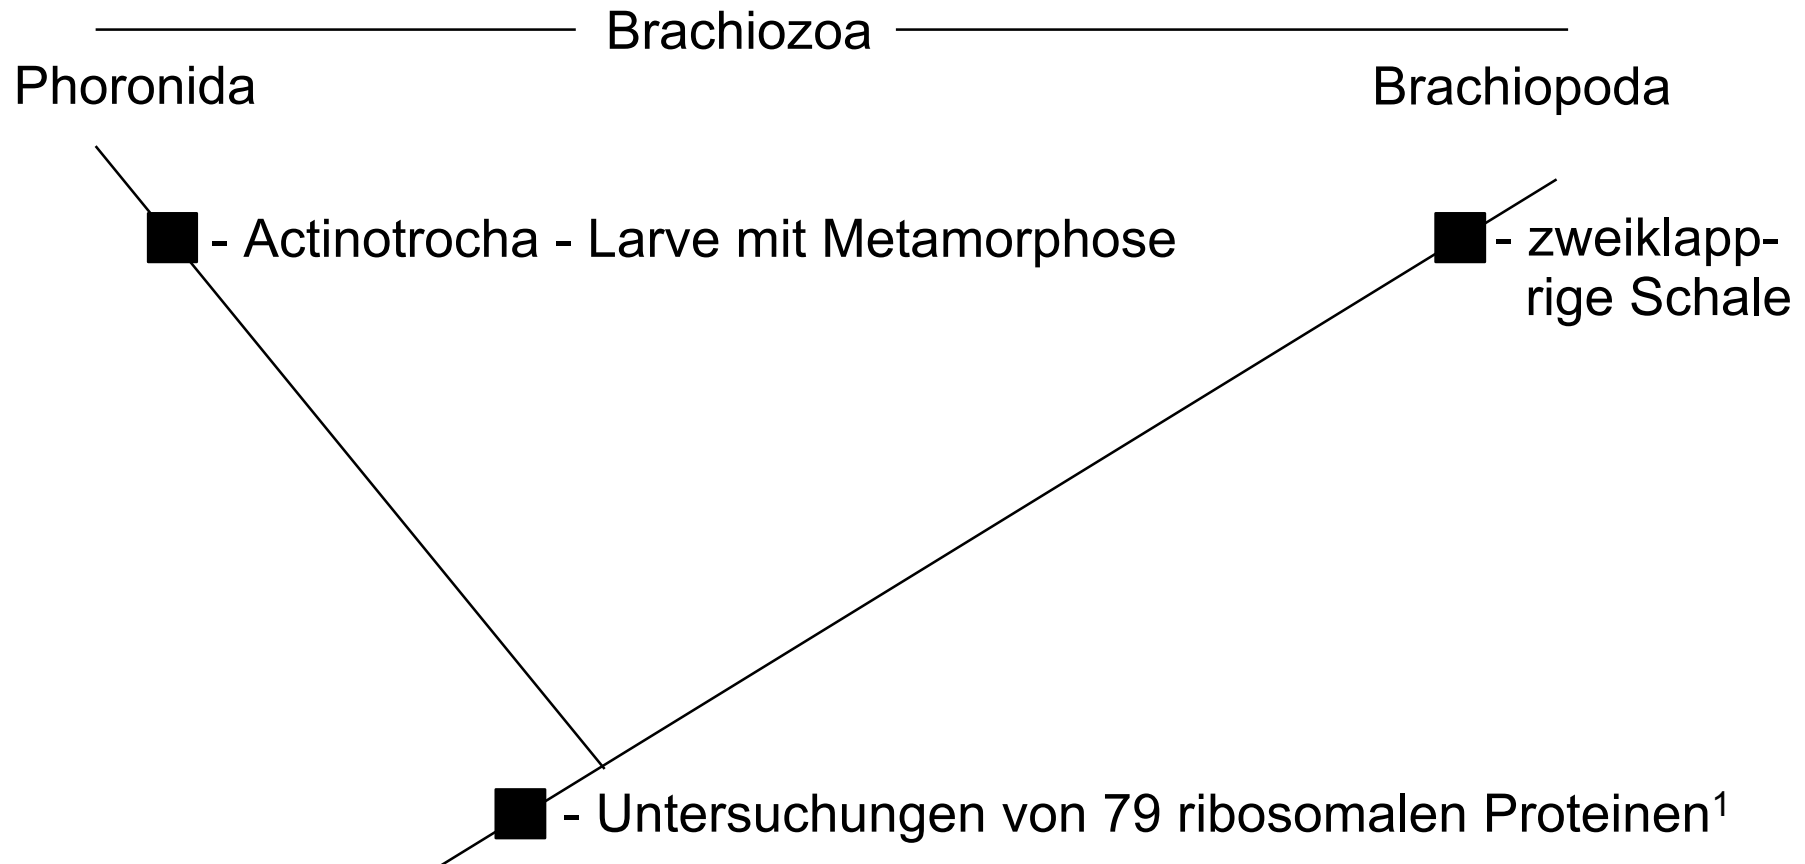 Brachiozoa
Phoronida
Brachiopoda
- Actinotrocha - Larve mit Metamorphose
- zweiklapp-
rige Schale
- Untersuchungen von 79 ribosomalen Proteinen¹